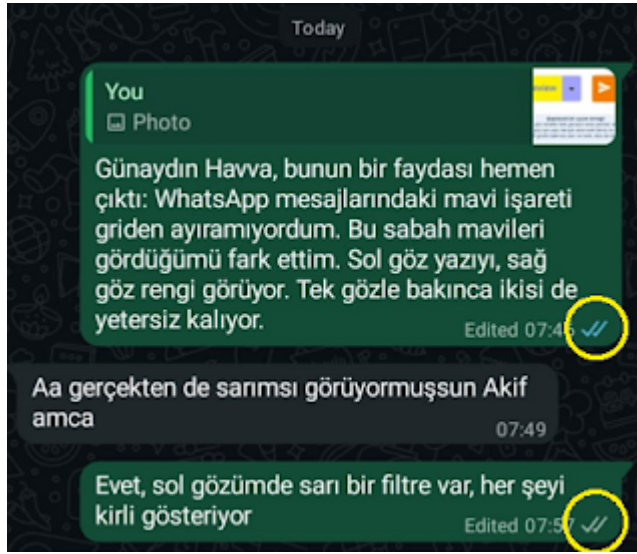 Today
You
Photo
Günaydın Havva, bunun bir faydası hemen
çıktı: WhatsApp mesajlarındaki mavi işareti
griden ayıramıyordum. Bu sabah mavileri
gördüğümü fark ettim. Sol göz yazıyı, sağ
göz rengi görüyor. Tek gözle bakınca ikisi de
yetersiz kalıyor.
Edited 07:46
Aa gerçekten de sarımsı görüyormuşsun Akif
amca
07:49
Evet, sol gözümde sarı bir filtre var, her şeyi
kirli gösteriyor
Edited 07:57